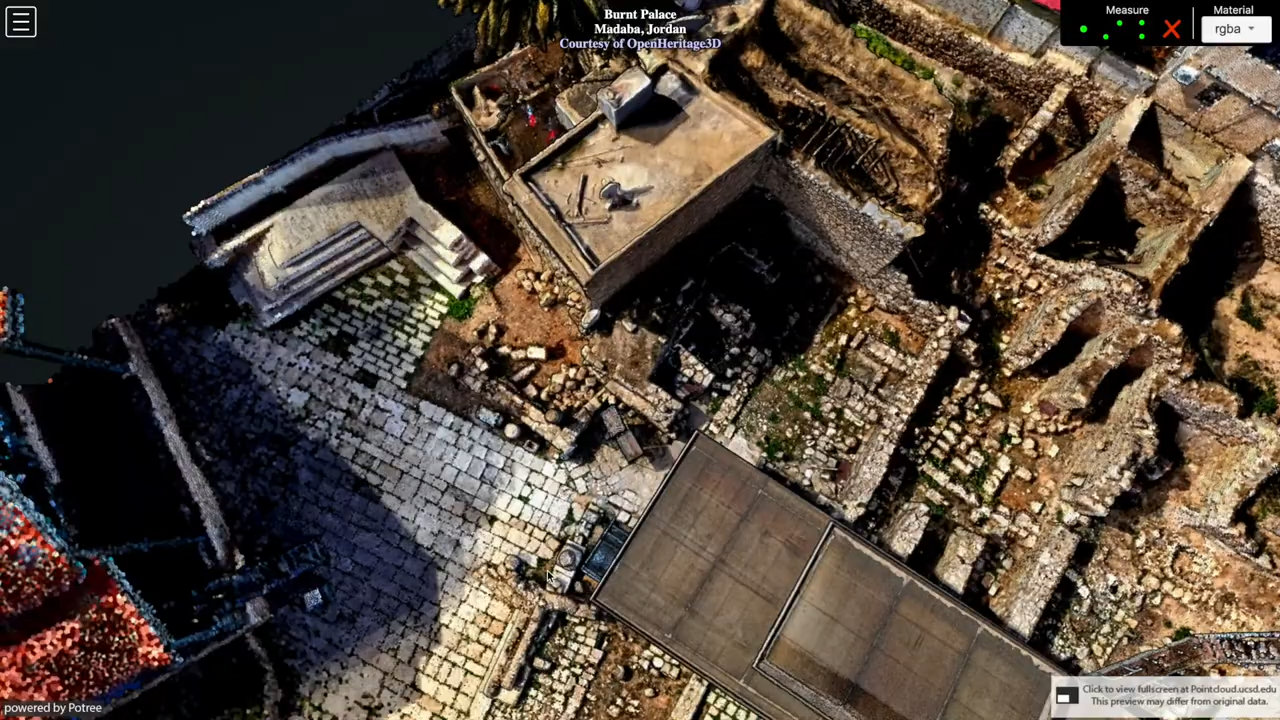 Burnt Palace
Madaba, Jordan
Courtesy of OpenHeritage3D
Measure
Material
rgba
Click to view fullscreen at Pointcloud.ucsd.edu
This preview may differ from original data.
powered by Potree